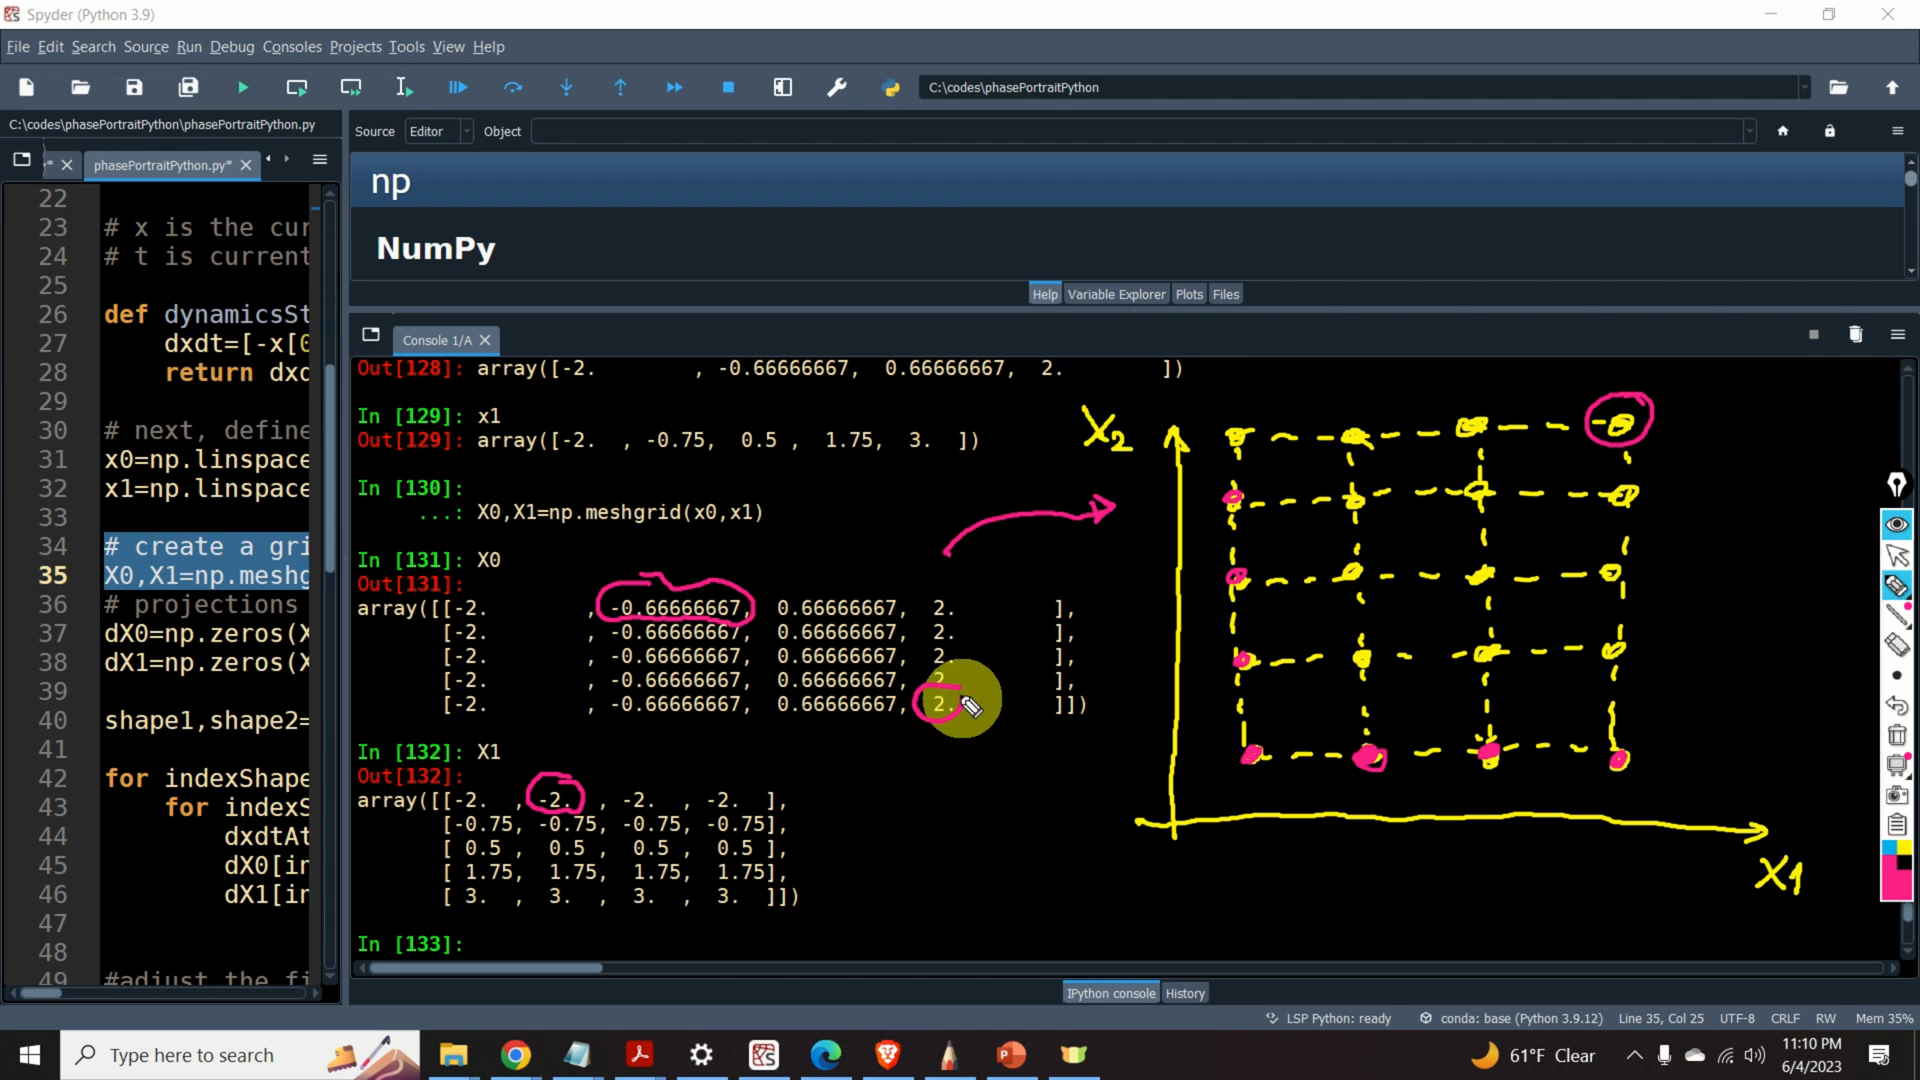 Spyder (Python 3.9)
File Edit Search Source Run Debug Consoles Projects Tools View Help
C:\codes\phasePortraitPython
C:\codes\phasePortraitPython\phasePortraitPython.py
Source Editor Object
phasePortraitPython.py*
np
NumPy
Help Variable Explorer Plots Files
22
23 # x is the cur
24 # t is current
25
26 def dynamicsSt
27 dxdt=[-x[0
28 return dxd
29
30 # next, define
31 x0=np.linspace
32 x1=np.linspace
33
34 # create a gri
35 X0,X1=np.meshg
36 # projections
37 dX0=np.zeros(X
38 dX1=np.zeros(X
39
40 shape1,shape2=
41
42 for indexShape
43 for indexS
44 dxdtAt
45 dX0[in
46 dX1[in
47
48
49 #adjust the fi
Console 1/A
Out[128]: array([-2. , -0.66666667, 0.66666667, 2. ])
In [129]: x1
Out[129]: array([-2. , -0.75, 0.5 , 1.75, 3. ])
In [130]:
...: X0,X1=np.meshgrid(x0,x1)
In [131]: X0
Out[131]:
array([[-2. , -0.66666667, 0.66666667, 2. ],
[-2. , -0.66666667, 0.66666667, 2. ],
[-2. , -0.66666667, 0.66666667, 2. ],
[-2. , -0.66666667, 0.66666667, 2. ],
[-2. , -0.66666667, 0.66666667, 2. ]])
In [132]: X1
Out[132]:
array([[-2. , -2. , -2. , -2. ],
[-0.75, -0.75, -0.75, -0.75],
[ 0.5 , 0.5 , 0.5 , 0.5 ],
[ 1.75, 1.75, 1.75, 1.75],
[ 3. , 3. , 3. , 3. ]])
In [133]:
X2
X1
IPython console History
LSP Python: ready conda: base (Python 3.9.12) Line 35, Col 25 UTF-8 CRLF RW Mem 35%
Type here to search
61°F Clear
11:10 PM
6/4/2023